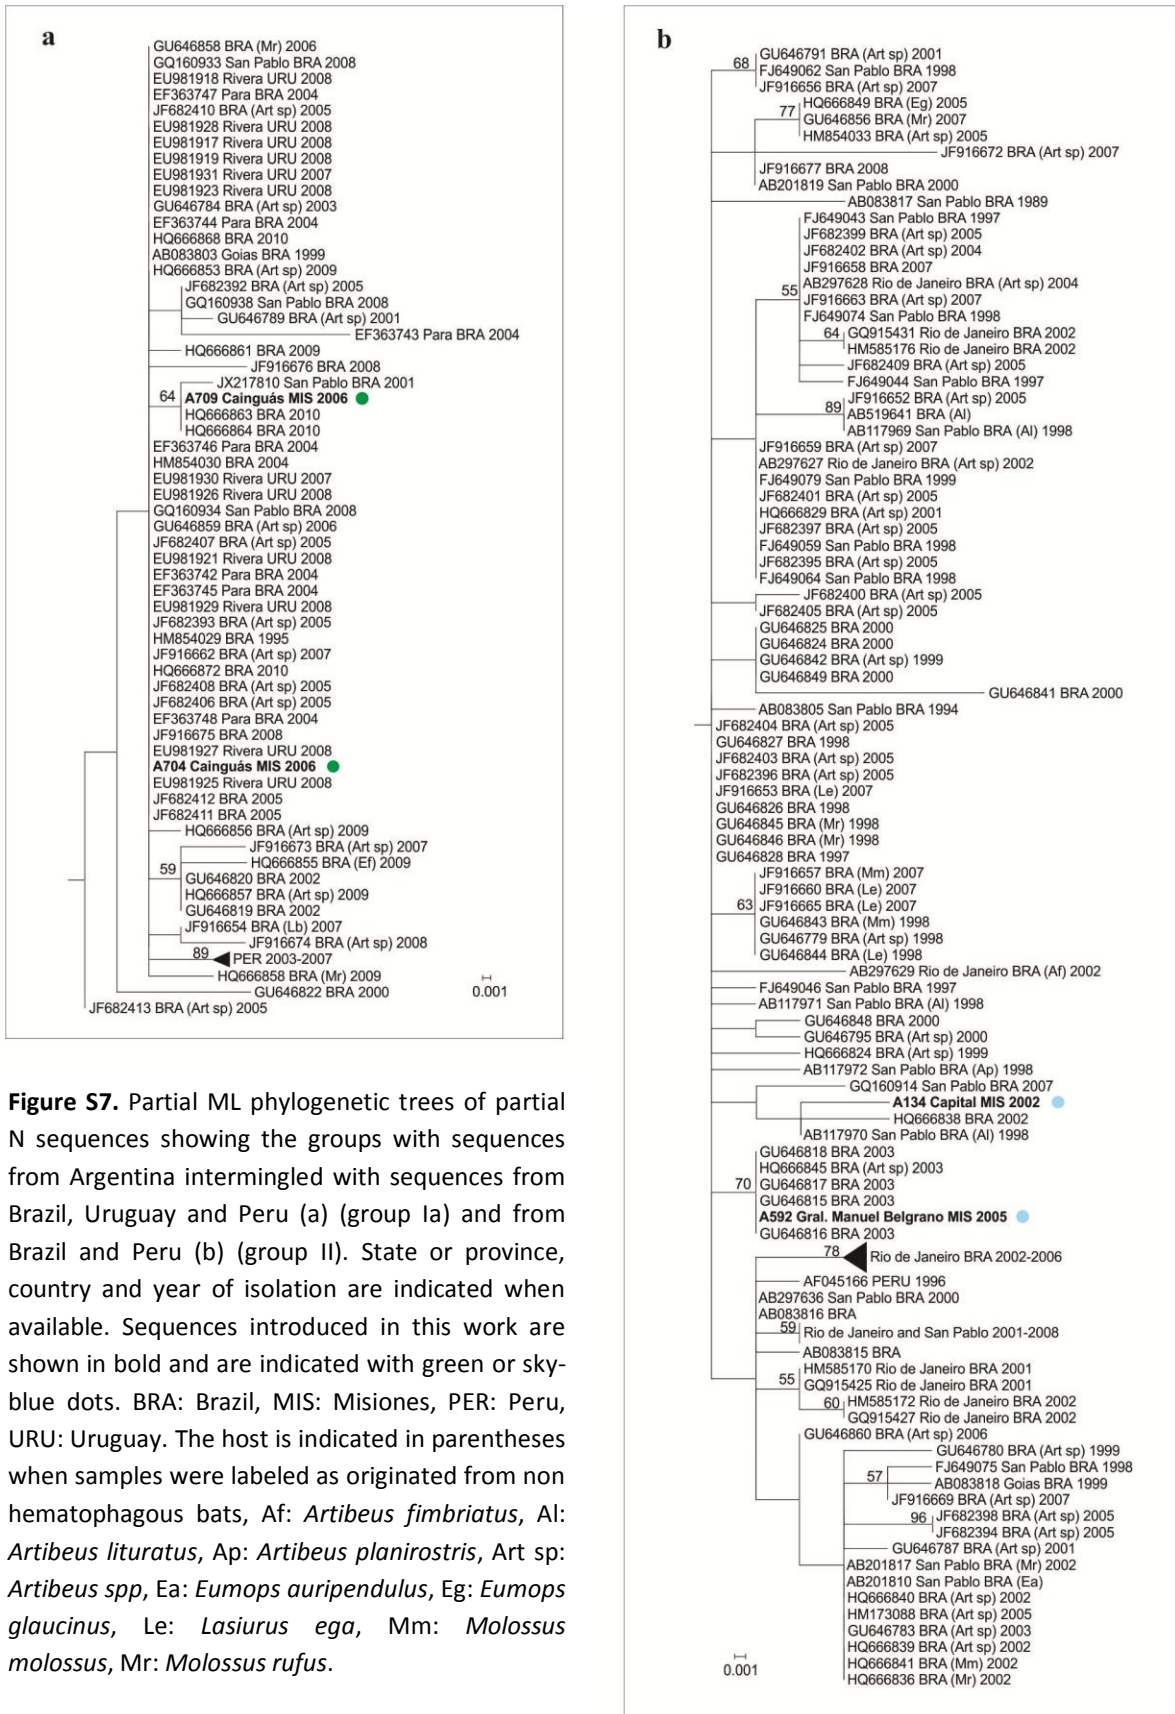 a
GU646858 BRA (Mr) 2006
GQ160933 San Pablo BRA 2008
EU981918 Rivera URU 2008
EF363747 Para BRA 2004
JF682410 BRA (Art sp) 2005
EU981928 Rivera URU 2008
EU981917 Rivera URU 2008
EU981919 Rivera URU 2008
EU981931 Rivera URU 2007
EU981923 Rivera URU 2008
GU646784 BRA (Art sp) 2003
EF363744 Para BRA 2004
HQ666868 BRA 2010
AB083803 Goias BRA 1999
HQ666853 BRA (Art sp) 2009
JF682392 BRA (Art sp) 2005
GQ160938 San Pablo BRA 2008
GU646789 BRA (Art sp) 2001
EF363743 Para BRA 2004
HQ666861 BRA 2009
JF916676 BRA 2008
JX217810 San Pablo BRA 2001
64 A709 Cainguás MIS 2006
HQ666863 BRA 2010
HQ666864 BRA 2010
EF363746 Para BRA 2004
HM854030 BRA 2004
EU981930 Rivera URU 2007
EU981926 Rivera URU 2008
GQ160934 San Pablo BRA 2008
GU646859 BRA (Art sp) 2006
JF682407 BRA (Art sp) 2005
EU981921 Rivera URU 2008
EF363742 Para BRA 2004
EF363745 Para BRA 2004
EU981929 Rivera URU 2008
JF682393 BRA (Art sp) 2005
HM854029 BRA 1995
JF916662 BRA (Art sp) 2007
HQ666872 BRA 2010
JF682408 BRA (Art sp) 2005
JF682406 BRA (Art sp) 2005
EF363748 Para BRA 2004
JF916675 BRA 2008
EU981927 Rivera URU 2008
A704 Cainguás MIS 2006
EU981925 Rivera URU 2008
JF682412 BRA 2005
JF682411 BRA 2005
HQ666856 BRA (Art sp) 2009
JF916673 BRA (Art sp) 2007
HQ666855 BRA (Ef) 2009
59 GU646820 BRA 2002
HQ666857 BRA (Art sp) 2009
GU646819 BRA 2002
JF916654 BRA (Lb) 2007
JF916674 BRA (Art sp) 2008
89 PER 2003-2007
HQ666858 BRA (Mr) 2009
GU646822 BRA 2000
JF682413 BRA (Art sp) 2005
0.001
Figure S7. Partial ML phylogenetic trees of partial
N sequences showing the groups with sequences
from Argentina intermingled with sequences from
Brazil, Uruguay and Peru (a) (group Ia) and from
Brazil and Peru (b) (group II). State or province,
country and year of isolation are indicated when
available. Sequences introduced in this work are
shown in bold and are indicated with green or sky-
blue dots. BRA: Brazil, MIS: Misiones, PER: Peru,
URU: Uruguay. The host is indicated in parentheses
when samples were labeled as originated from non
hematophagous bats, Af: Artibeus fimbriatus, Al:
Artibeus lituratus, Ap: Artibeus planirostris, Art sp:
Artibeus spp, Ea: Eumops auripendulus, Eg: Eumops
glaucinus, Le: Lasiurus ega, Mm: Molossus
molossus, Mr: Molossus rufus.
b
GU646791 BRA (Art sp) 2001
68 FJ649062 San Pablo BRA 1998
JF916656 BRA (Art sp) 2007
HQ666849 BRA (Eg) 2005
77 GU646856 BRA (Mr) 2007
HM854033 BRA (Art sp) 2005
JF916672 BRA (Art sp) 2007
JF916677 BRA 2008
AB201819 San Pablo BRA 2000
AB083817 San Pablo BRA 1989
FJ649043 San Pablo BRA 1997
JF682399 BRA (Art sp) 2005
JF682402 BRA (Art sp) 2004
JF916658 BRA 2007
55 AB297628 Rio de Janeiro BRA (Art sp) 2004
JF916663 BRA (Art sp) 2007
FJ649074 San Pablo BRA 1998
64 GQ915431 Rio de Janeiro BRA 2002
HM585176 Rio de Janeiro BRA 2002
JF682409 BRA (Art sp) 2005
FJ649044 San Pablo BRA 1997
JF916652 BRA (Art sp) 2005
89 AB519641 BRA (Al)
AB117969 San Pablo BRA (Al) 1998
JF916659 BRA (Art sp) 2007
AB297627 Rio de Janeiro BRA (Art sp) 2002
FJ649079 San Pablo BRA 1999
JF682401 BRA (Art sp) 2005
HQ666829 BRA (Art sp) 2001
JF682397 BRA (Art sp) 2005
FJ649059 San Pablo BRA 1998
JF682395 BRA (Art sp) 2005
FJ649064 San Pablo BRA 1998
JF682400 BRA (Art sp) 2005
JF682405 BRA (Art sp) 2005
GU646825 BRA 2000
GU646824 BRA 2000
GU646842 BRA (Art sp) 1999
GU646849 BRA 2000
GU646841 BRA 2000
AB083805 San Pablo BRA 1994
JF682404 BRA (Art sp) 2005
GU646827 BRA 1998
JF682403 BRA (Art sp) 2005
JF682396 BRA (Art sp) 2005
JF916653 BRA (Le) 2007
GU646826 BRA 1998
GU646845 BRA (Mr) 1998
GU646846 BRA (Mr) 1998
GU646828 BRA 1997
JF916657 BRA (Mm) 2007
JF916660 BRA (Le) 2007
63 JF916665 BRA (Le) 2007
GU646843 BRA (Mm) 1998
GU646779 BRA (Art sp) 1998
GU646844 BRA (Le) 1998
AB297629 Rio de Janeiro BRA (Af) 2002
FJ649046 San Pablo BRA 1997
AB117971 San Pablo BRA (Al) 1998
GU646848 BRA 2000
GU646795 BRA (Art sp) 2000
HQ666824 BRA (Art sp) 1999
AB117972 San Pablo BRA (Ap) 1998
GQ160914 San Pablo BRA 2007
A134 Capital MIS 2002
HQ666838 BRA 2002
AB117970 San Pablo BRA (Al) 1998
GU646818 BRA 2003
HQ666845 BRA (Art sp) 2003
70 GU646817 BRA 2003
GU646815 BRA 2003
A592 Gral. Manuel Belgrano MIS 2005
GU646816 BRA 2003
78 Rio de Janeiro BRA 2002-2006
AF045166 PERU 1996
AB297636 San Pablo BRA 2000
AB083816 BRA
59 Rio de Janeiro and San Pablo 2001-2008
AB083815 BRA
HM585170 Rio de Janeiro BRA 2001
55 GQ915425 Rio de Janeiro BRA 2001
60 HM585172 Rio de Janeiro BRA 2002
GQ915427 Rio de Janeiro BRA 2002
GU646860 BRA (Art sp) 2006
GU646780 BRA (Art sp) 1999
FJ649075 San Pablo BRA 1998
57 AB083818 Goias BRA 1999
JF916669 BRA (Art sp) 2007
96 JF682398 BRA (Art sp) 2005
JF682394 BRA (Art sp) 2005
GU646787 BRA (Art sp) 2001
AB201817 San Pablo BRA (Mr) 2002
AB201810 San Pablo BRA (Ea)
HQ666840 BRA (Art sp) 2002
HM173088 BRA (Art sp) 2005
GU646783 BRA (Art sp) 2003
HQ666839 BRA (Art sp) 2002
HQ666841 BRA (Mm) 2002
HQ666836 BRA (Mr) 2002
0.001